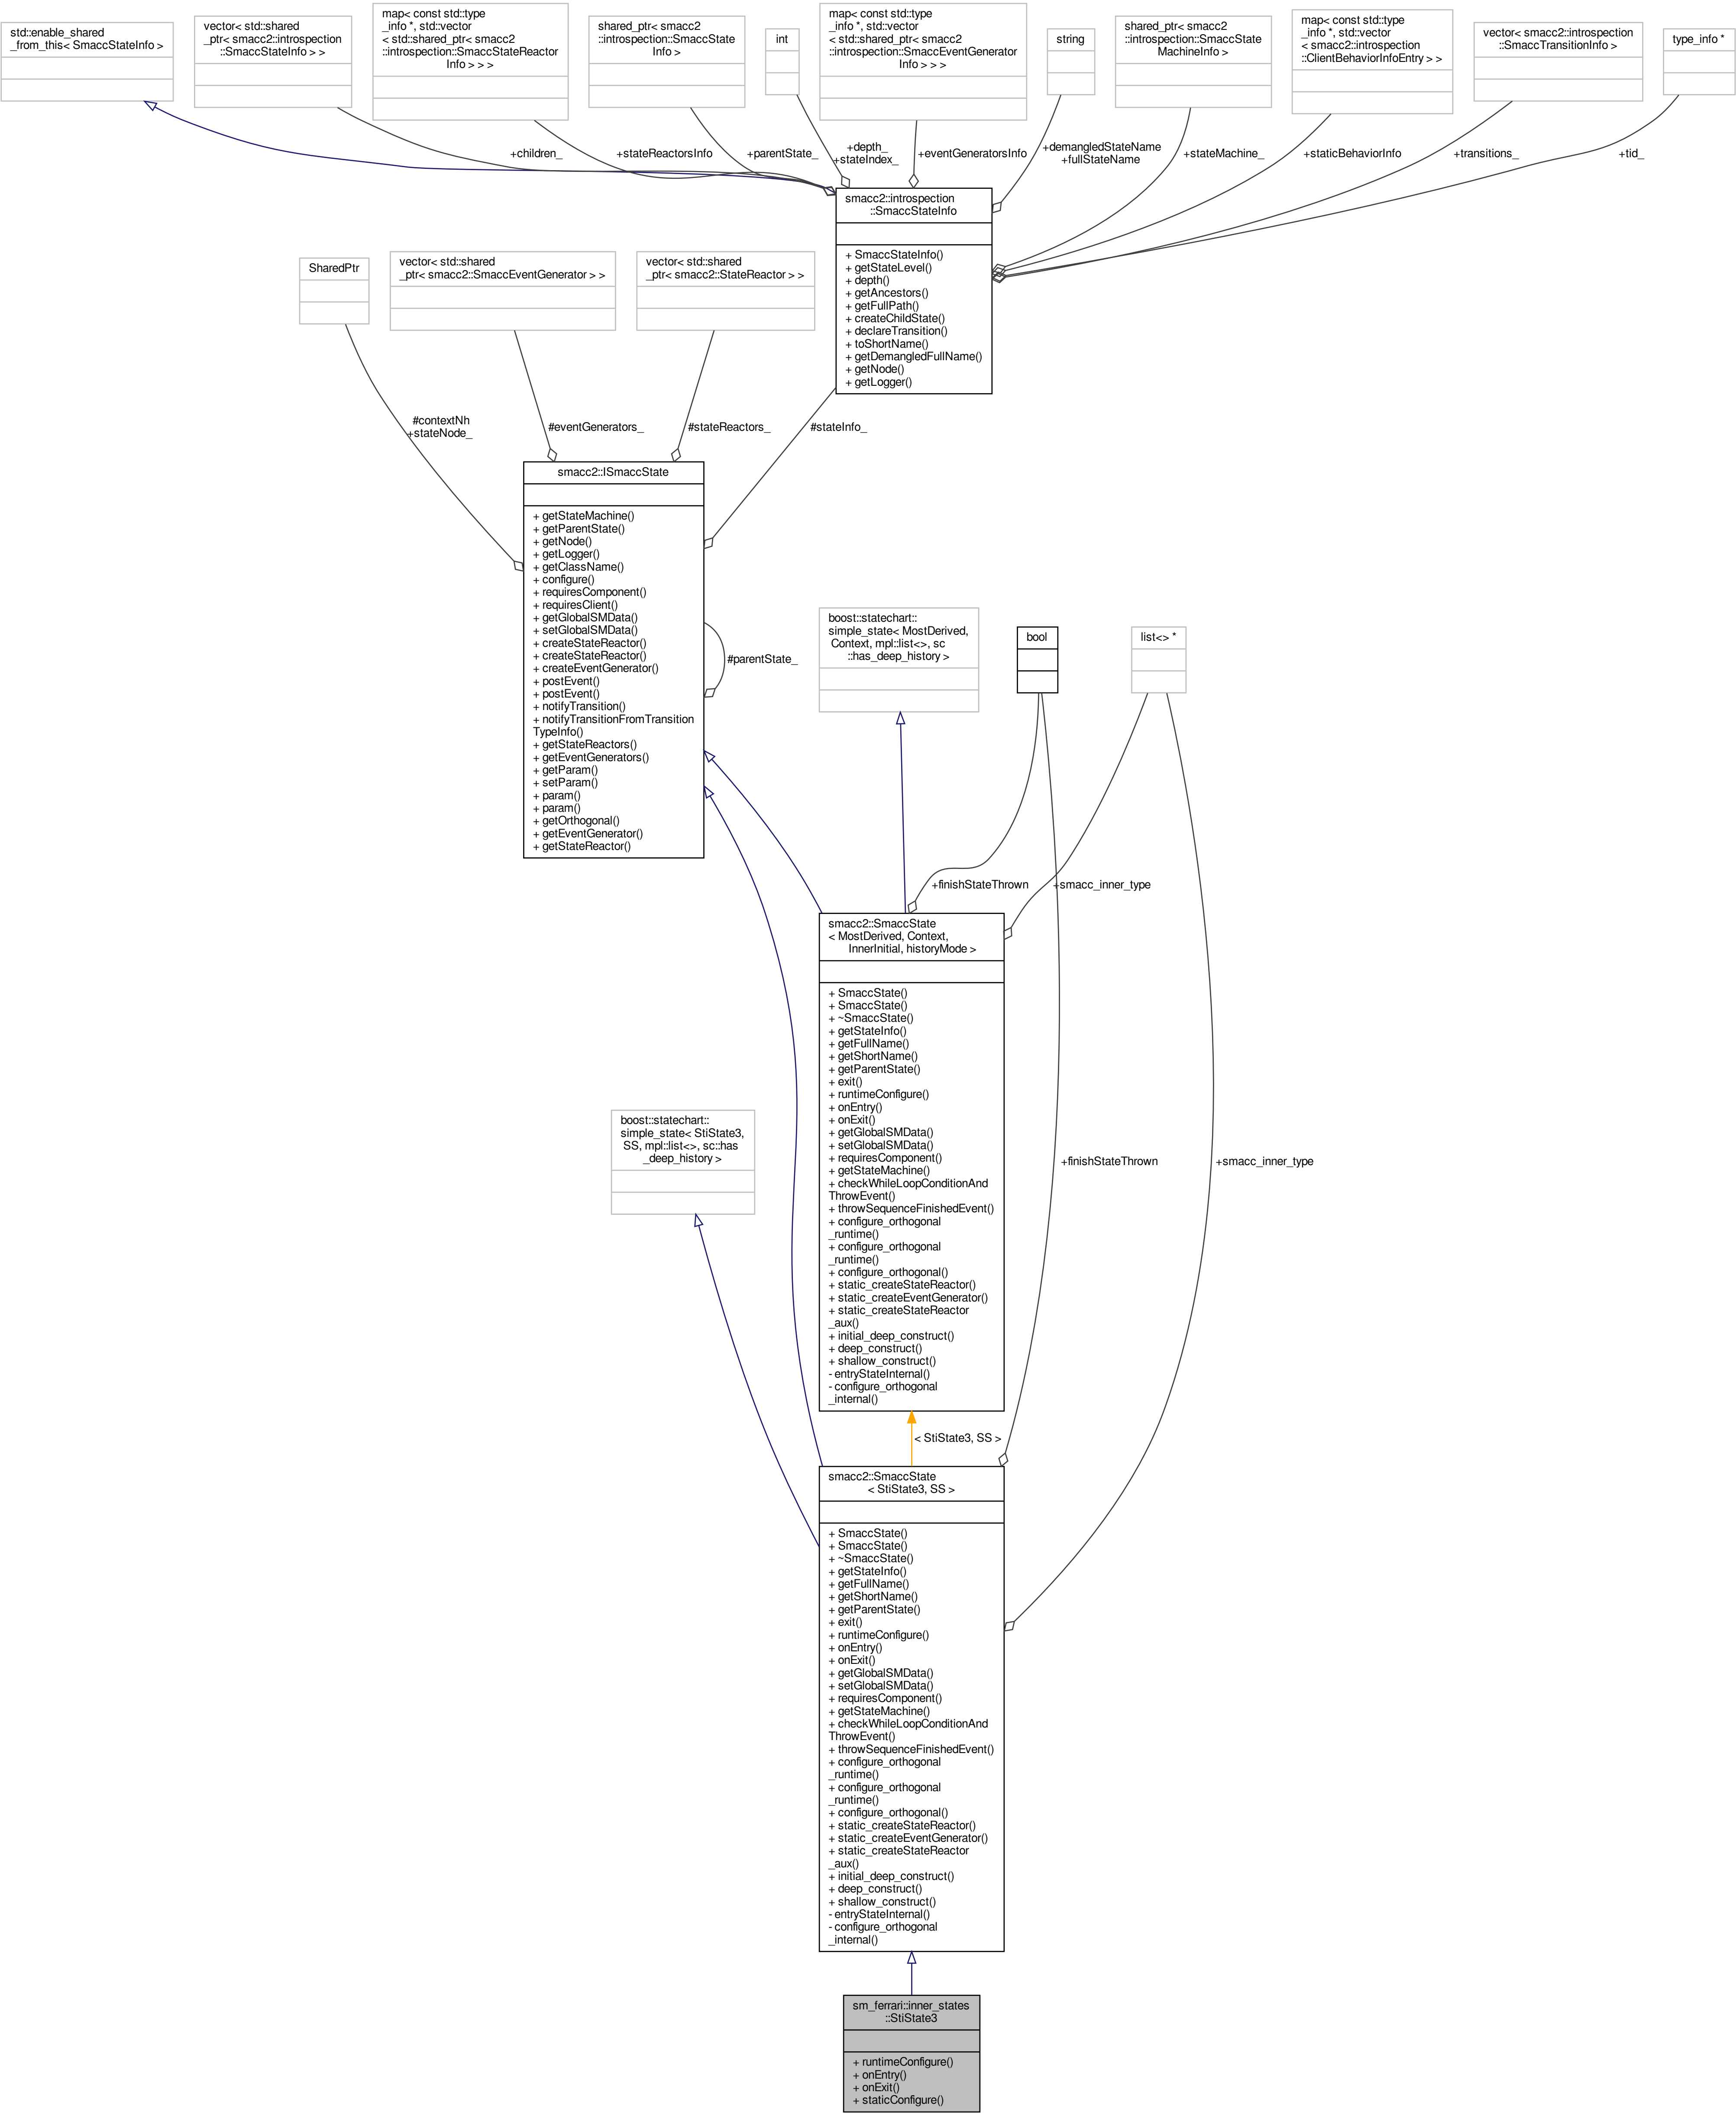 std::enable_shared
_from_this< SmaccStateInfo >
vector< std::shared
_ptr< smacc2::introspection
::SmaccStateInfo > >
map< const std::type
_info *, std::vector
< std::shared_ptr< smacc2
::introspection::SmaccStateReactor
Info > > >
shared_ptr< smacc2
::introspection::SmaccState
Info >
int
map< const std::type
_info *, std::vector
< std::shared_ptr< smacc2
::introspection::SmaccEventGenerator
Info > > >
string
shared_ptr< smacc2
::introspection::SmaccState
MachineInfo >
map< const std::type
_info *, std::vector
< smacc2::introspection
::ClientBehaviorInfoEntry > >
vector< smacc2::introspection
::SmaccTransitionInfo >
type_info *
+children_
+stateReactorsInfo
+parentState_
+depth_
+stateIndex_
+eventGeneratorsInfo
+demangledStateName
+fullStateName
+stateMachine_
+staticBehaviorInfo
+transitions_
+tid_
smacc2::introspection
::SmaccStateInfo
+ SmaccStateInfo()
+ getStateLevel()
+ depth()
+ getAncestors()
+ getFullPath()
+ createChildState()
+ declareTransition()
+ toShortName()
+ getDemangledFullName()
+ getNode()
+ getLogger()
SharedPtr
vector< std::shared
_ptr< smacc2::SmaccEventGenerator > >
vector< std::shared
_ptr< smacc2::StateReactor > >
#contextNh
+stateNode_
#eventGenerators_
#stateReactors_
#stateInfo_
smacc2::ISmaccState
+ getStateMachine()
+ getParentState()
+ getNode()
+ getLogger()
+ getClassName()
+ configure()
+ requiresComponent()
+ requiresClient()
+ getGlobalSMData()
+ setGlobalSMData()
+ createStateReactor()
+ createStateReactor()
+ createEventGenerator()
+ postEvent()
+ postEvent()
+ notifyTransition()
+ notifyTransitionFromTransition
TypeInfo()
+ getStateReactors()
+ getEventGenerators()
+ getParam()
+ setParam()
+ param()
+ param()
+ getOrthogonal()
+ getEventGenerator()
+ getStateReactor()
#parentState_
boost::statechart::
simple_state< MostDerived,
Context, mpl::list<>, sc
::has_deep_history >
bool
list<> *
+finishStateThrown
+smacc_inner_type
smacc2::SmaccState
< MostDerived, Context,
InnerInitial, historyMode >
+ SmaccState()
+ SmaccState()
+ ~SmaccState()
+ getStateInfo()
+ getFullName()
+ getShortName()
+ getParentState()
+ exit()
+ runtimeConfigure()
+ onEntry()
+ onExit()
+ getGlobalSMData()
+ setGlobalSMData()
+ requiresComponent()
+ getStateMachine()
+ checkWhileLoopConditionAnd
ThrowEvent()
+ throwSequenceFinishedEvent()
+ configure_orthogonal
_runtime()
+ configure_orthogonal
_runtime()
+ configure_orthogonal()
+ static_createStateReactor()
+ static_createEventGenerator()
+ static_createStateReactor
_aux()
+ initial_deep_construct()
+ deep_construct()
+ shallow_construct()
- entryStateInternal()
- configure_orthogonal
_internal()
boost::statechart::
simple_state< StiState3,
SS, mpl::list<>, sc::has
_deep_history >
+finishStateThrown
+smacc_inner_type
< StiState3, SS >
smacc2::SmaccState
< StiState3, SS >
+ SmaccState()
+ SmaccState()
+ ~SmaccState()
+ getStateInfo()
+ getFullName()
+ getShortName()
+ getParentState()
+ exit()
+ runtimeConfigure()
+ onEntry()
+ onExit()
+ getGlobalSMData()
+ setGlobalSMData()
+ requiresComponent()
+ getStateMachine()
+ checkWhileLoopConditionAnd
ThrowEvent()
+ throwSequenceFinishedEvent()
+ configure_orthogonal
_runtime()
+ configure_orthogonal
_runtime()
+ configure_orthogonal()
+ static_createStateReactor()
+ static_createEventGenerator()
+ static_createStateReactor
_aux()
+ initial_deep_construct()
+ deep_construct()
+ shallow_construct()
- entryStateInternal()
- configure_orthogonal
_internal()
sm_ferrari::inner_states
::StiState3
+ runtimeConfigure()
+ onEntry()
+ onExit()
+ staticConfigure()